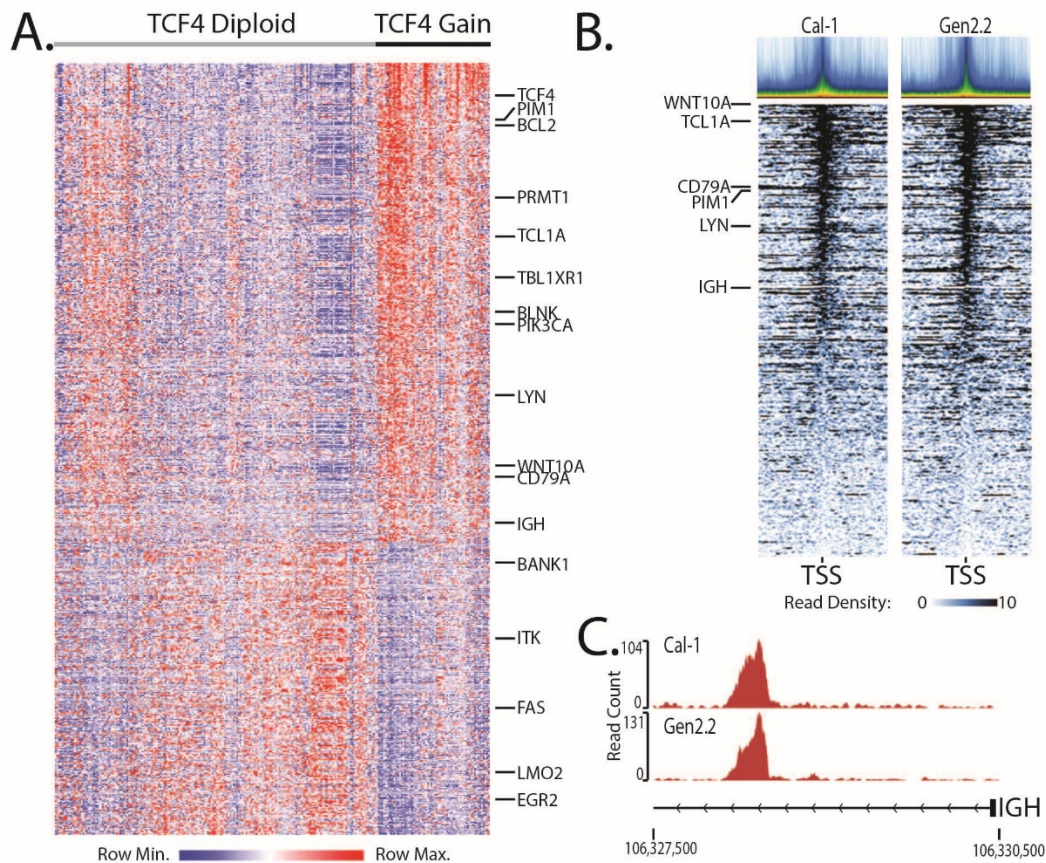 A.
TCF4 Diploid TCF4 Gain
TCF4
PIM1
BCL2
PRMT1
TCL1A
TBL1XR1
BLNK
PIK3CA
LYN
WNT10A
CD79A
IGH
BANK1
ITK
FAS
LMO2
EGR2
Row Min. Row Max.
B.
Cal-1 Gen2.2
WNT10A
TCL1A
CD79A
PIM1
LYN
IGH
TSS TSS
Read Density: 0 10
C.
Read Count
104
Cal-1
0
131
Gen2.2
0
IGH
106,327,500 106,330,500